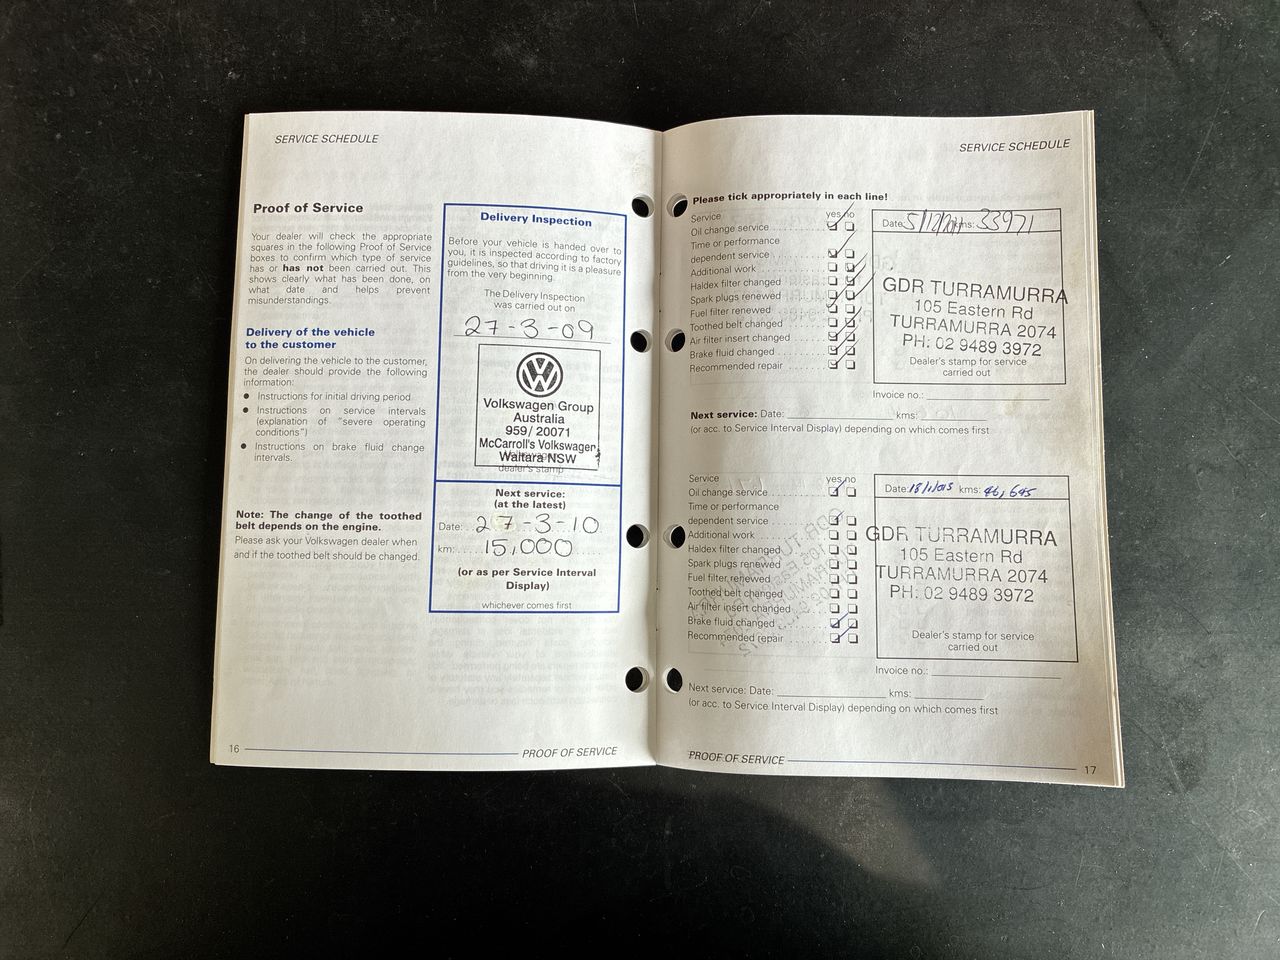 SERVICE SCHEDULE
Proof of Service
Your dealer will check the appropriate
squares in the following Proof of Service
boxes to confirm which type of service
has or has not been carried out. This
shows clearly what has been done, on
what date and helps prevent
misunderstandings.
Delivery of the vehicle
to the customer
On delivering the vehicle to the customer,
the dealer should provide the following
information:
● Instructions for initial driving period
● Instructions on service intervals
(explanation of "severe operating
conditions")
● Instructions on brake fluid change
intervals.
Note: The change of the toothed
belt depends on the engine.
Please ask your Volkswagen dealer when
and if the toothed belt should be changed.
Delivery Inspection
Before your vehicle is handed over to
you, it is inspected according to factory
guidelines, so that driving it is a pleasure
from the very beginning.
The Delivery Inspection
was carried out on
27-3-09
Volkswagen Group
Australia
959/20071
McCarroll's Volkswagen
Waitara NSW
dealer's stamp
Next service:
(at the latest)
Date: 27-3-10
km: 15,000
(or as per Service Interval
Display)
whichever comes first
16 PROOF OF SERVICE
SERVICE SCHEDULE
Please tick appropriately in each line!
Service yes no
Oil change service
Time or performance
dependent service
Additional work
Haldex filter changed
Spark plugs renewed
Fuel filter renewed
Toothed belt changed
Air filter insert changed
Brake fluid changed
Recommended repair
Date: kms: 33971
GDR TURRAMURRA
105 Eastern Rd
TURRAMURRA 2074
PH: 02 9489 3972
Dealer's stamp for service
carried out
Invoice no.:
Next service: Date: kms:
(or acc. to Service Interval Display) depending on which comes first
Service yes no
Oil change service
Time or performance
dependent service
Additional work
Haldex filter changed
Spark plugs renewed
Fuel filter renewed
Toothed belt changed
Air filter insert changed
Brake fluid changed
Recommended repair
Date: kms: 46,645
GDR TURRAMURRA
105 Eastern Rd
TURRAMURRA 2074
PH: 02 9489 3972
Dealer's stamp for service
carried out
Invoice no.:
Next service: Date: kms:
(or acc. to Service Interval Display) depending on which comes first
PROOF OF SERVICE 17